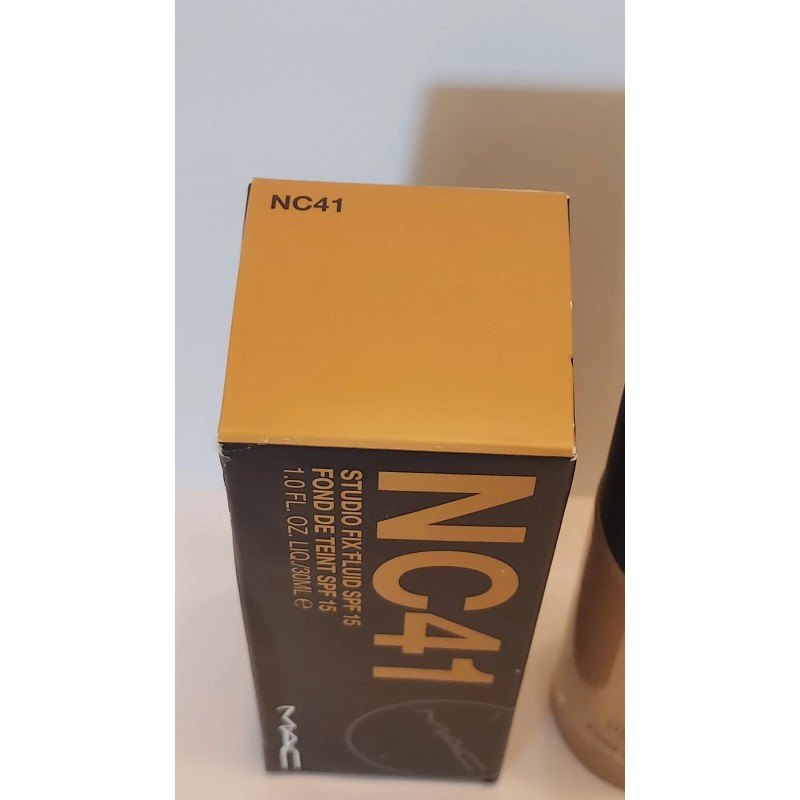 NC41
NC41
STUDIO FIX FLUID SPF 15
FOND DE TEINT SPF 15
1.0 FL. OZ. LIQ./30ML ℮
MAC
MAC